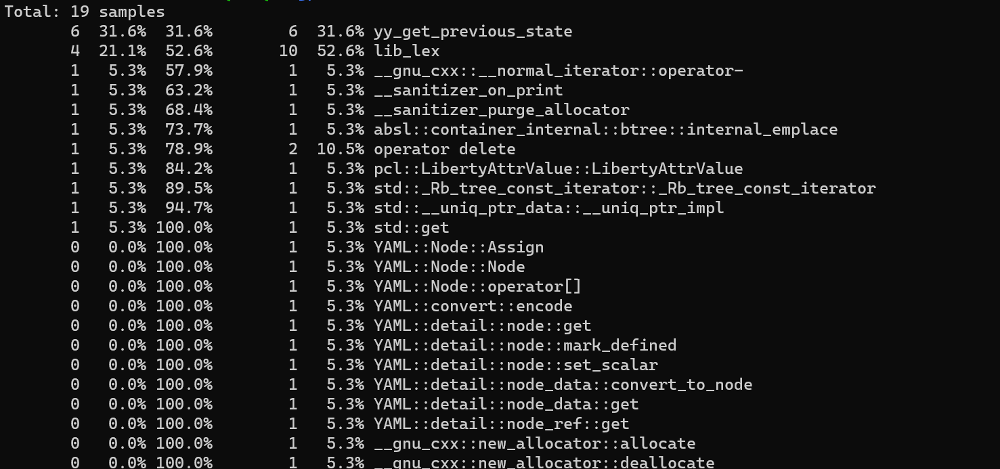 Total: 19 samples
6 31.6% 31.6% 6 31.6% yy_get_previous_state
4 21.1% 52.6% 10 52.6% lib_lex
1 5.3% 57.9% 1 5.3% __gnu_cxx::__normal_iterator::operator-
1 5.3% 63.2% 1 5.3% __sanitizer_on_print
1 5.3% 68.4% 1 5.3% __sanitizer_purge_allocator
1 5.3% 73.7% 1 5.3% absl::container_internal::btree::internal_emplace
1 5.3% 78.9% 2 10.5% operator delete
1 5.3% 84.2% 1 5.3% pcl::LibertyAttrValue::LibertyAttrValue
1 5.3% 89.5% 1 5.3% std::_Rb_tree_const_iterator::_Rb_tree_const_iterator
1 5.3% 94.7% 1 5.3% std::__uniq_ptr_data::__uniq_ptr_impl
1 5.3% 100.0% 1 5.3% std::get
0 0.0% 100.0% 1 5.3% YAML::Node::Assign
0 0.0% 100.0% 1 5.3% YAML::Node::Node
0 0.0% 100.0% 1 5.3% YAML::Node::operator[]
0 0.0% 100.0% 1 5.3% YAML::convert::encode
0 0.0% 100.0% 1 5.3% YAML::detail::node::get
0 0.0% 100.0% 1 5.3% YAML::detail::node::mark_defined
0 0.0% 100.0% 1 5.3% YAML::detail::node::set_scalar
0 0.0% 100.0% 1 5.3% YAML::detail::node_data::convert_to_node
0 0.0% 100.0% 1 5.3% YAML::detail::node_data::get
0 0.0% 100.0% 1 5.3% YAML::detail::node_ref::get
0 0.0% 100.0% 1 5.3% __gnu_cxx::new_allocator::allocate
0 0.0% 100.0% 1 5.3% __gnu_cxx::new_allocator::deallocate